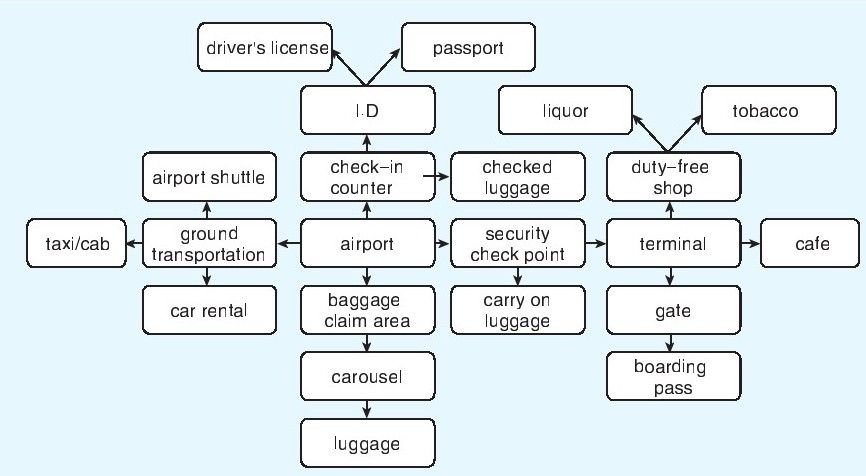 driver's license
passport
I.D
liquor
tobacco
airport shuttle
check-in
counter
checked
luggage
duty-free
shop
taxi/cab
ground
transportation
airport
security
check point
terminal
cafe
car rental
baggage
claim area
carry on
luggage
gate
carousel
boarding
pass
luggage